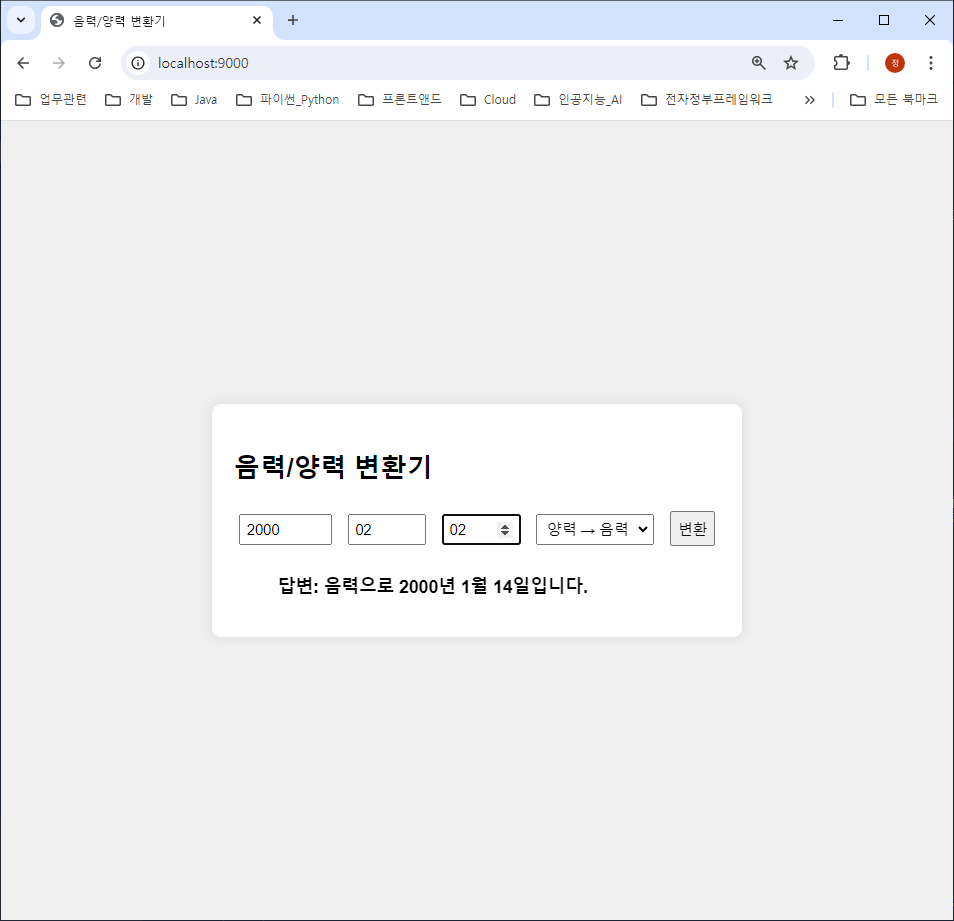 음력/양력 변환기
localhost:9000
정
업무관련 개발 Java 파이썬_Python 프론트앤드 Cloud 인공지능_AI 전자정부프레임워크 » 모든 북마크
음력/양력 변환기
2000 02 02 양력 → 음력 변환
답변: 음력으로 2000년 1월 14일입니다.